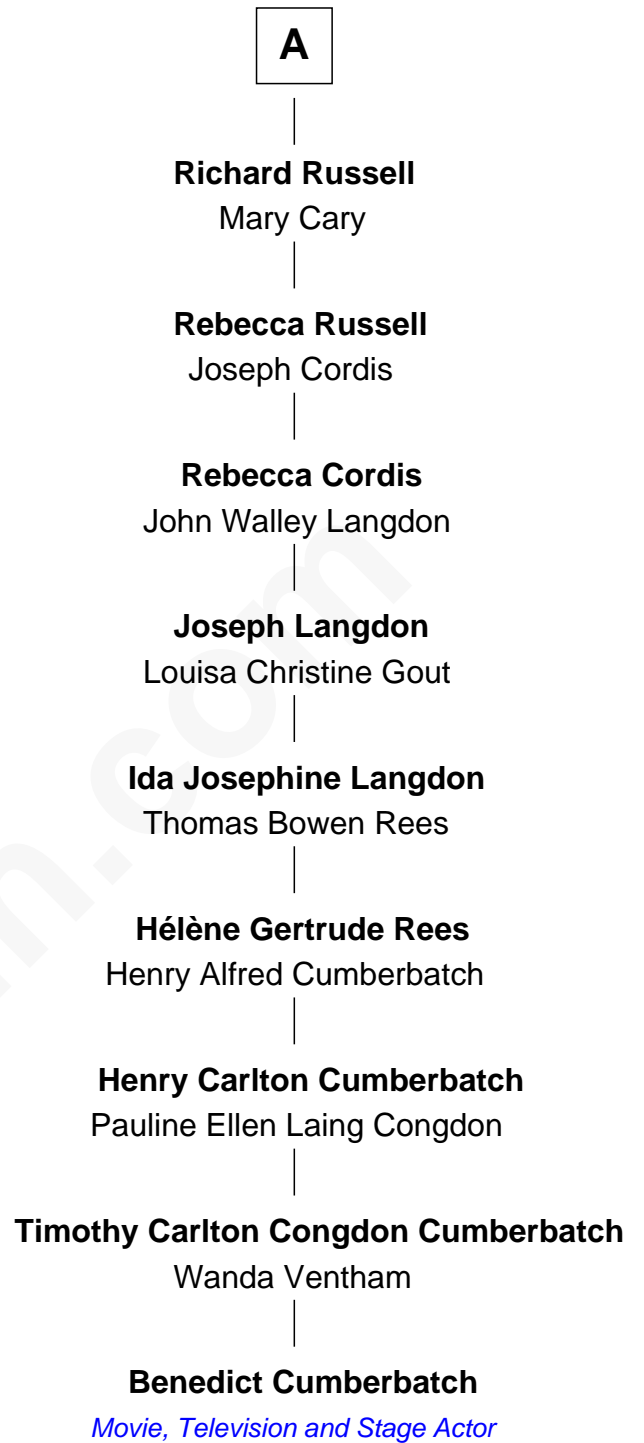 A
Richard Russell
Mary Cary
Rebecca Russell
Joseph Cordis
Rebecca Cordis
John Walley Langdon
Joseph Langdon
Louisa Christine Gout
Ida Josephine Langdon
Thomas Bowen Rees
Hélène Gertrude Rees
Henry Alfred Cumberbatch
Henry Carlton Cumberbatch
Pauline Ellen Laing Congdon
Timothy Carlton Congdon Cumberbatch
Wanda Ventham
Benedict Cumberbatch
Movie, Television and Stage Actor